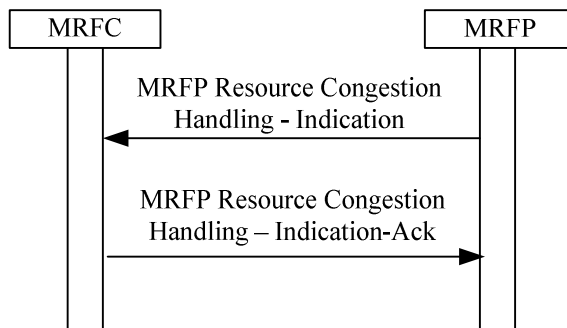 MRFC
MRFP
MRFP Resource Congestion
Handling - Indication
MRFP Resource Congestion
Handling – Indication-Ack